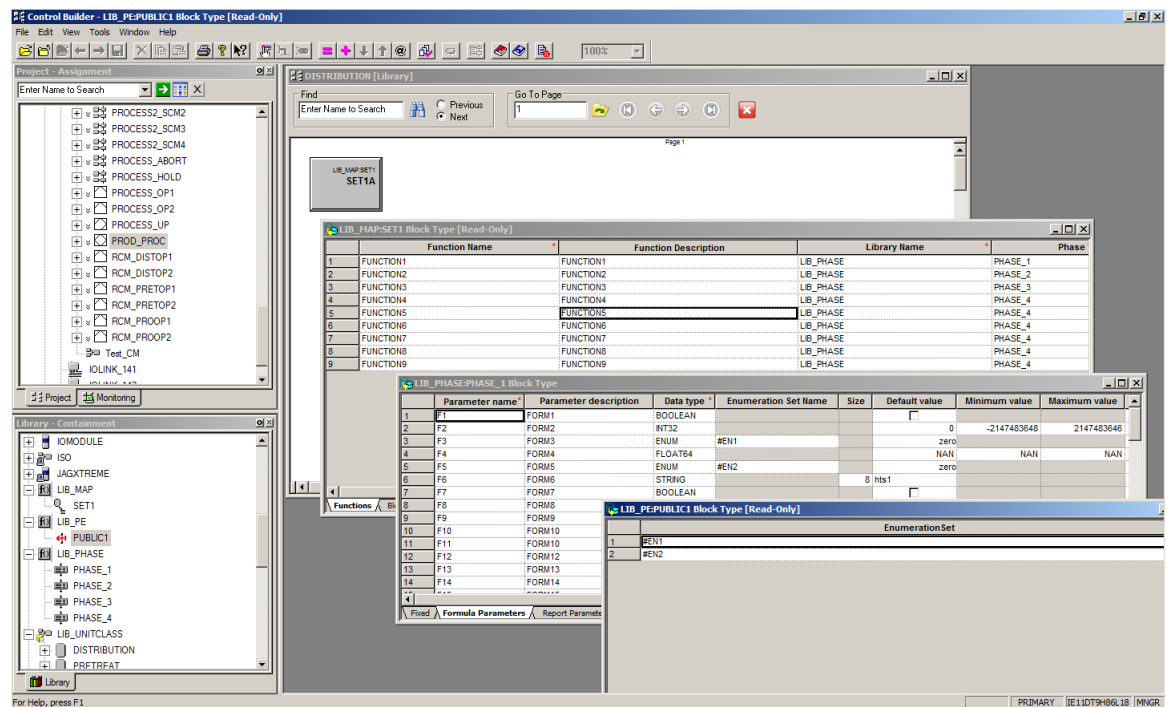 Control Builder - LIB_PE:PUBLIC1 Block Type [Read-Only]
File Edit View Tools Window Help
100%
Project - Assignment
Enter Name to Search
PROCESS2_SCM2
PROCESS2_SCM3
PROCESS2_SCM4
PROCESS_ABORT
PROCESS_HOLD
PROCESS_OP1
PROCESS_OP2
PROCESS_UP
PROD_PROC
RCM_DISTOP1
RCM_DISTOP2
RCM_PRETOP1
RCM_PRETOP2
RCM_PROOP1
RCM_PROOP2
Test_CM
IOLINK_141
Project Monitoring
Library - Containment
IOMODULE
ISO
JAGXTREME
LIB_MAP
SET1
LIB_PE
PUBLIC1
LIB_PHASE
PHASE_1
PHASE_2
PHASE_3
PHASE_4
LIB_UNITCLASS
DISTRIBUTION
PRETREAT
Library
DISTRIBUTION [Library]
Find
Enter Name to Search
Previous
Next
Go To Page
1
Page 1
LIB_MAP:SET1
SET1A
LIB_MAP:SET1 Block Type [Read-Only]
Function Name * Function Description Library Name * Phase
1 FUNCTION1 FUNCTION1 LIB_PHASE PHASE_1
2 FUNCTION2 FUNCTION2 LIB_PHASE PHASE_2
3 FUNCTION3 FUNCTION3 LIB_PHASE PHASE_3
4 FUNCTION4 FUNCTION4 LIB_PHASE PHASE_4
5 FUNCTION5 FUNCTION5 LIB_PHASE PHASE_4
6 FUNCTION6 FUNCTION6 LIB_PHASE PHASE_4
7 FUNCTION7 FUNCTION7 LIB_PHASE PHASE_4
8 FUNCTION8 FUNCTION8 LIB_PHASE PHASE_4
9 FUNCTION9 FUNCTION9 LIB_PHASE PHASE_4
Functions
LIB_PHASE:PHASE_1 Block Type
Parameter name * Parameter description Data type * Enumeration Set Name Size Default value Minimum value Maximum value
1 F1 FORM1 BOOLEAN
2 F2 FORM2 INT32 0 -2147483648 2147483646
3 F3 FORM3 ENUM #EN1 zero
4 F4 FORM4 FLOAT64 NAN NAN NAN
5 F5 FORM5 ENUM #EN2 zero
6 F6 FORM6 STRING 8 hts1
7 F7 FORM7 BOOLEAN
8 F8 FORM8
9 F9 FORM9
10 F10 FORM10
11 F11 FORM10
12 F12 FORM12
13 F13 FORM13
14 F14 FORM14
Fixed Formula Parameters Report Paramete
LIB_PE:PUBLIC1 Block Type [Read-Only]
EnumerationSet
1 #EN1
2 #EN2
For Help, press F1
PRIMARY IE11DT9H86L18 MNGR